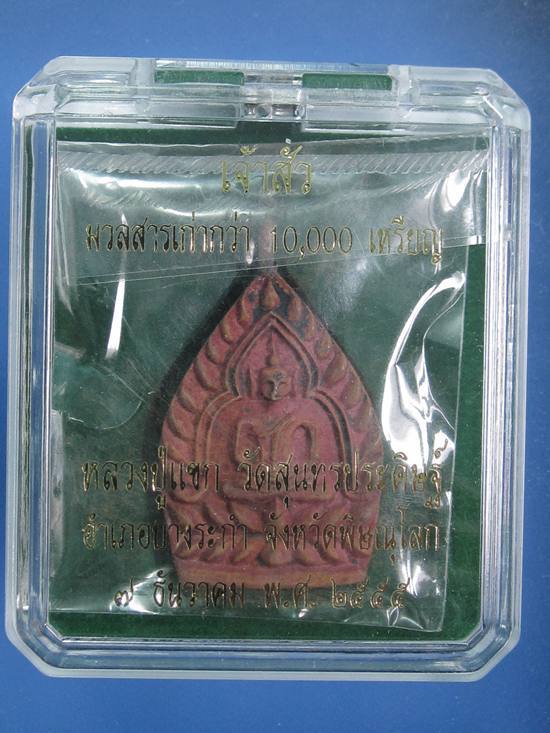 เจ้าสัว
มวลสารเก่ากว่า 10,000 เหรียญ
หลวงปู่แขก วัดสุนทรประดิษฐ์
อำเภอบางระกำ จังหวัดพิษณุโลก
๗ ธันวาคม พ.ศ. ๒๕๕๕